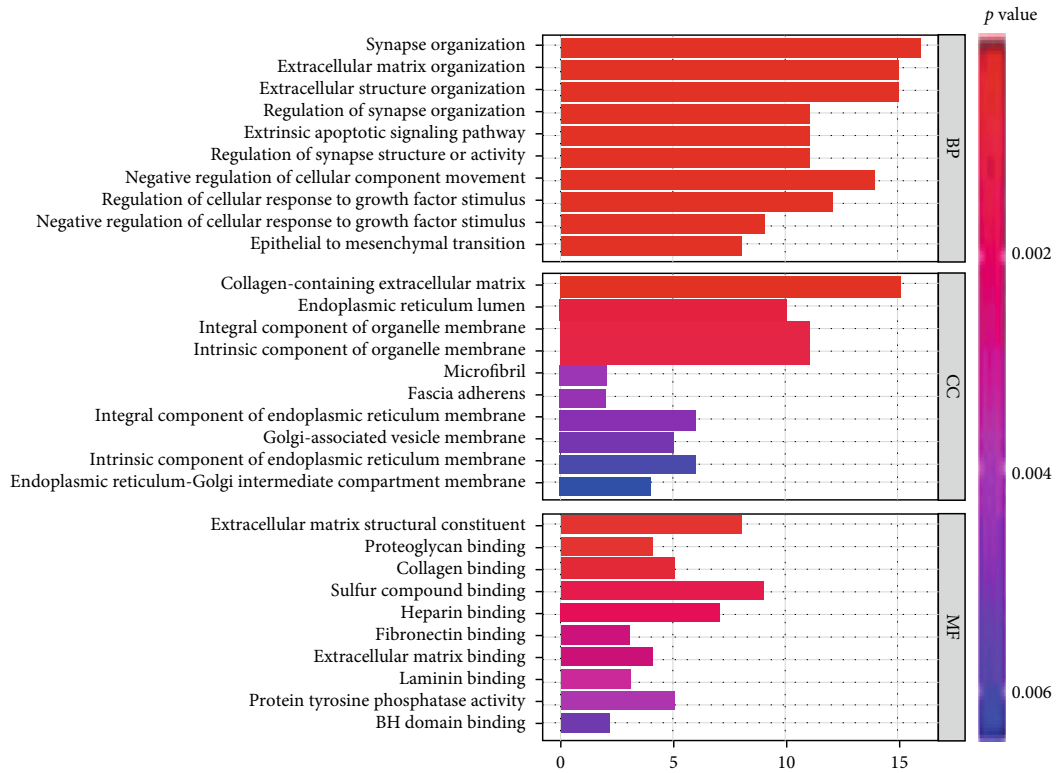 p value
Synapse organization
Extracellular matrix organization
Extracellular structure organization
Regulation of synapse organization
Extrinsic apoptotic signaling pathway
Regulation of synapse structure or activity
Negative regulation of cellular component movement
Regulation of cellular response to growth factor stimulus
Negative regulation of cellular response to growth factor stimulus
Epithelial to mesenchymal transition
BP
Collagen-containing extracellular matrix
Endoplasmic reticulum lumen
Integral component of organelle membrane
Intrinsic component of organelle membrane
Microfibril
Fascia adherens
Integral component of endoplasmic reticulum membrane
Golgi-associated vesicle membrane
Intrinsic component of endoplasmic reticulum membrane
Endoplasmic reticulum-Golgi intermediate compartment membrane
CC
Extracellular matrix structural constituent
Proteoglycan binding
Collagen binding
Sulfur compound binding
Heparin binding
Fibronectin binding
Extracellular matrix binding
Laminin binding
Protein tyrosine phosphatase activity
BH domain binding
MF
0 5 10 15
0.002
0.004
0.006